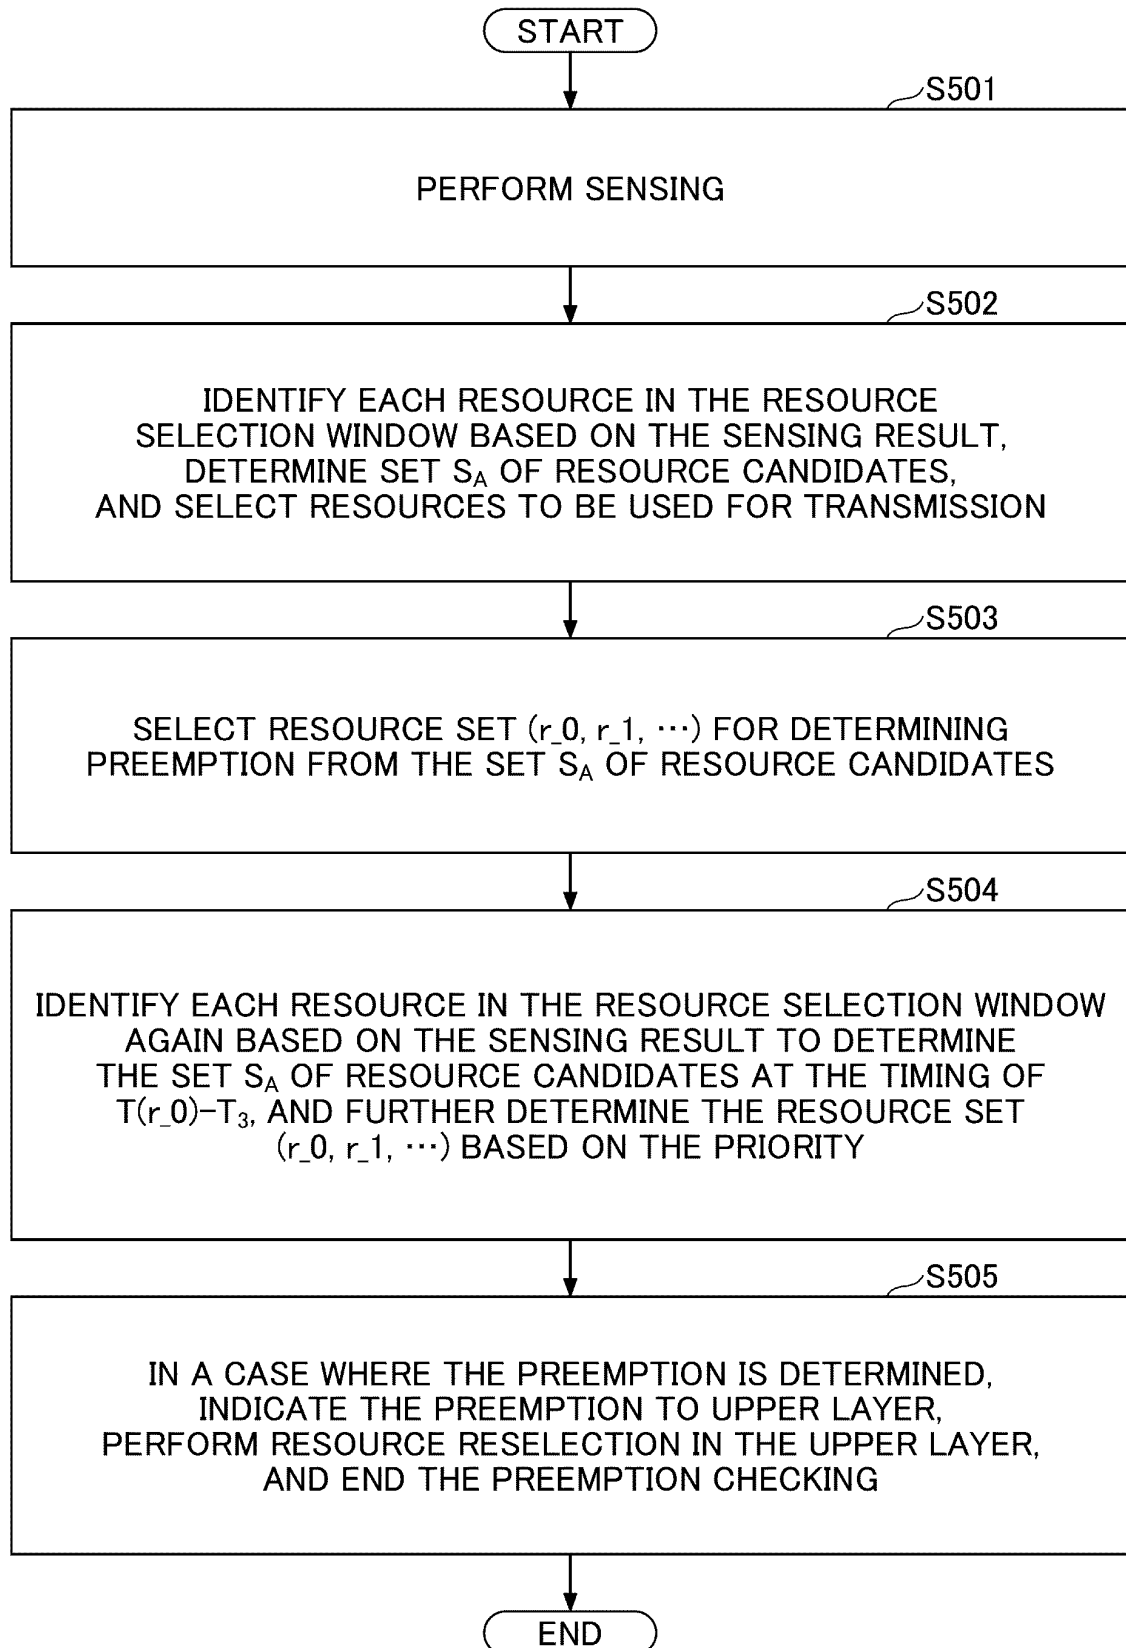 START
S501
PERFORM SENSING
S502
IDENTIFY EACH RESOURCE IN THE RESOURCE
SELECTION WINDOW BASED ON THE SENSING RESULT,
DETERMINE SET S_A OF RESOURCE CANDIDATES,
AND SELECT RESOURCES TO BE USED FOR TRANSMISSION
S503
SELECT RESOURCE SET (r_0, r_1, ⋯) FOR DETERMINING
PREEMPTION FROM THE SET S_A OF RESOURCE CANDIDATES
S504
IDENTIFY EACH RESOURCE IN THE RESOURCE SELECTION WINDOW
AGAIN BASED ON THE SENSING RESULT TO DETERMINE
THE SET S_A OF RESOURCE CANDIDATES AT THE TIMING OF
T(r_0)-T₃, AND FURTHER DETERMINE THE RESOURCE SET
(r_0, r_1, ⋯) BASED ON THE PRIORITY
S505
IN A CASE WHERE THE PREEMPTION IS DETERMINED,
INDICATE THE PREEMPTION TO UPPER LAYER,
PERFORM RESOURCE RESELECTION IN THE UPPER LAYER,
AND END THE PREEMPTION CHECKING
END